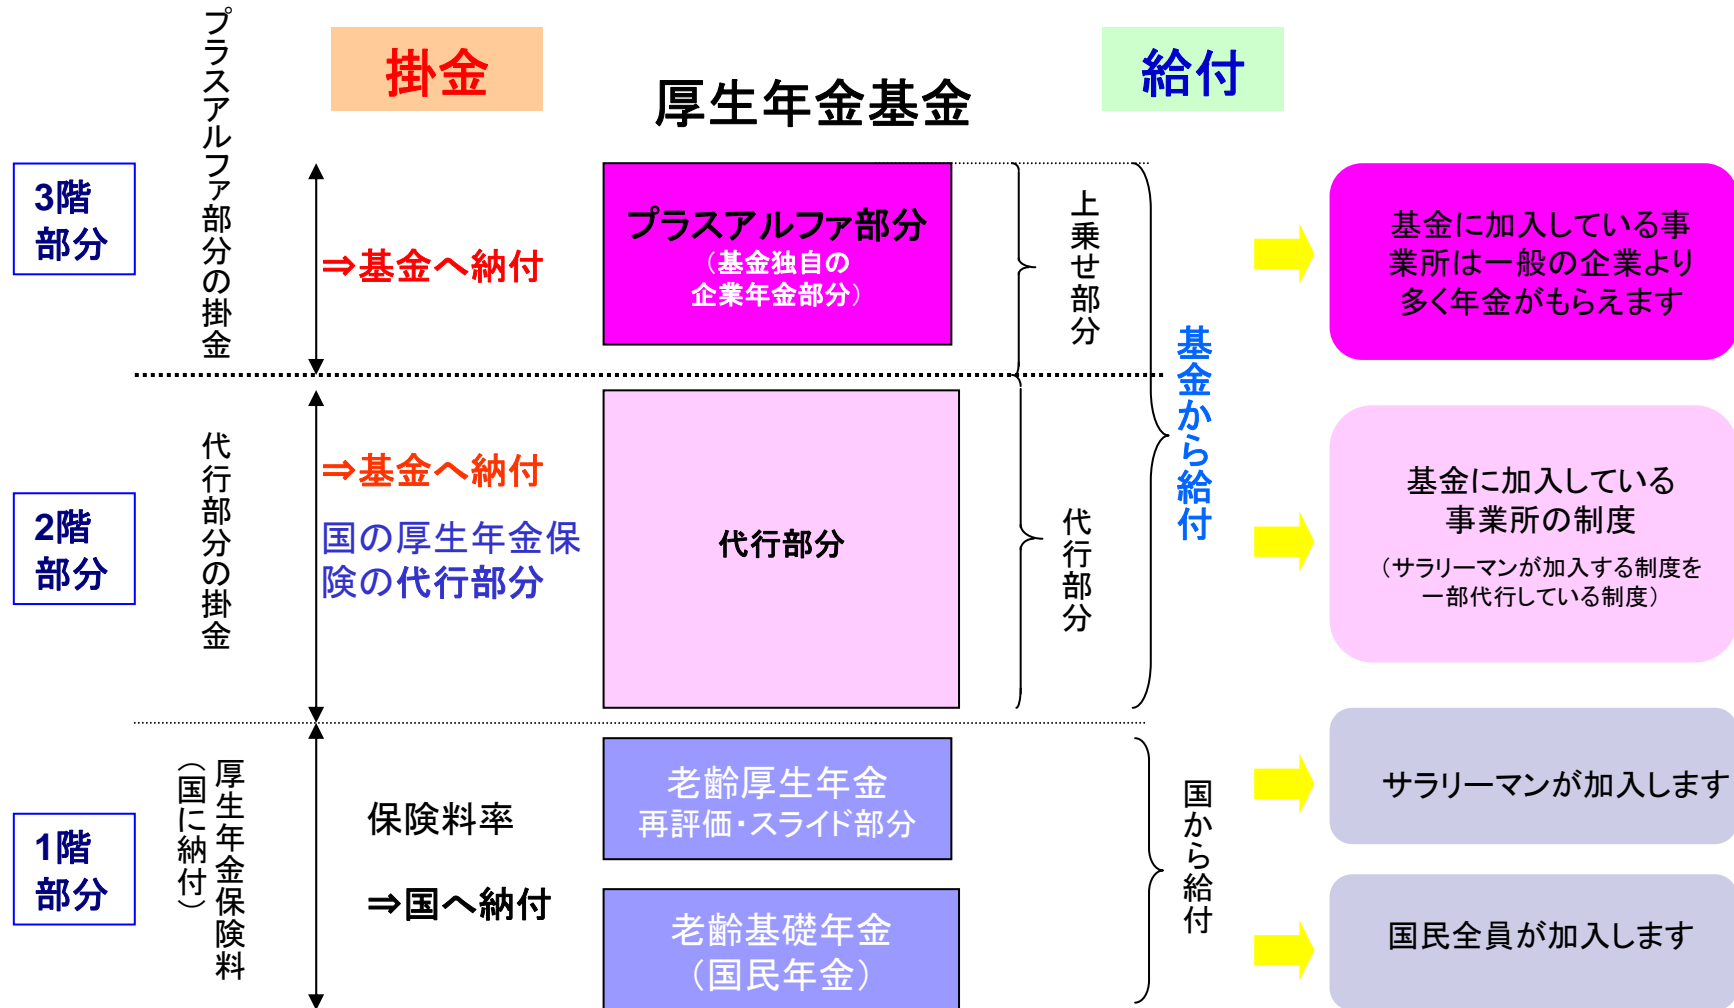 掛金
厚生年金基金
給付
3階
部分
プラスアルファ部分の掛金
⇒基金へ納付
プラスアルファ部分
（基金独自の
企業年金部分）
上乗せ部分
基金に加入している事
業所は一般の企業より
多く年金がもらえます
基金から給付
2階
部分
代行部分の掛金
⇒基金へ納付
国の厚生年金保
険の代行部分
代行部分
代行部分
基金に加入している
事業所の制度
（サラリーマンが加入する制度を
一部代行している制度）
1階
部分
厚生年金保険料
（国に納付）
保険料率
⇒国へ納付
老齢厚生年金
再評価・スライド部分
老齢基礎年金
（国民年金）
国から給付
サラリーマンが加入します
国民全員が加入します